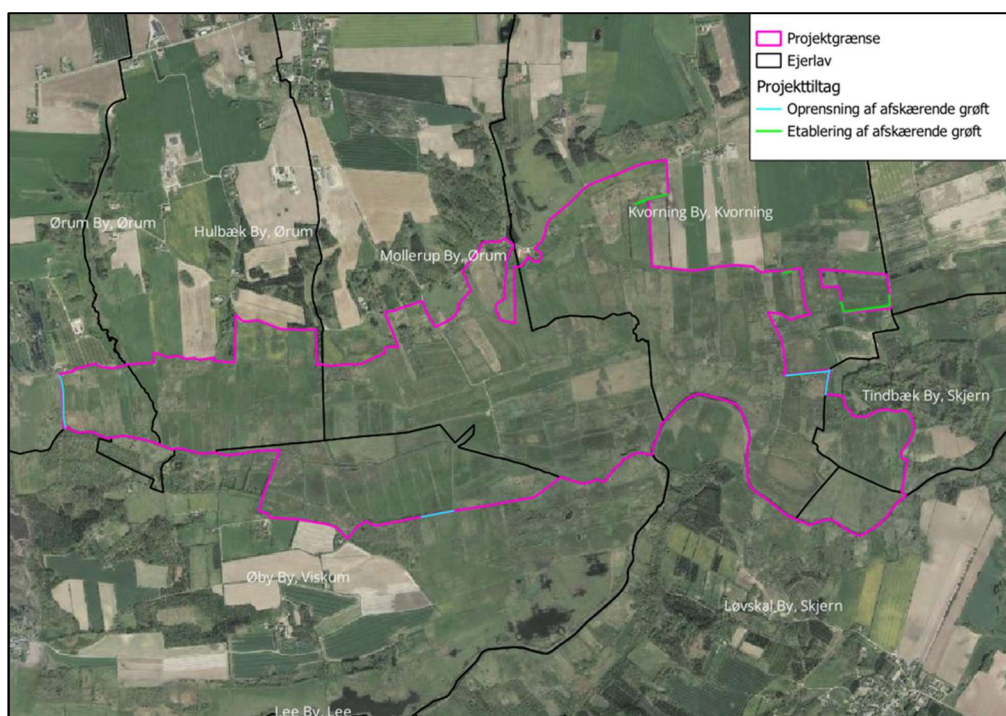 Projektgrænse
Ejerlav
Projekttiltag
Oprensning af afskærende grøft
Etablering af afskærende grøft
Ørum By, Ørum
Hulbæk By, Ørum
Mollerup By, Ørum
Kvorning By, Kvorning
Tindbæk By, Skjern
Øby By, Viskum
Løvskal By, Skjern
Lee By, Lee